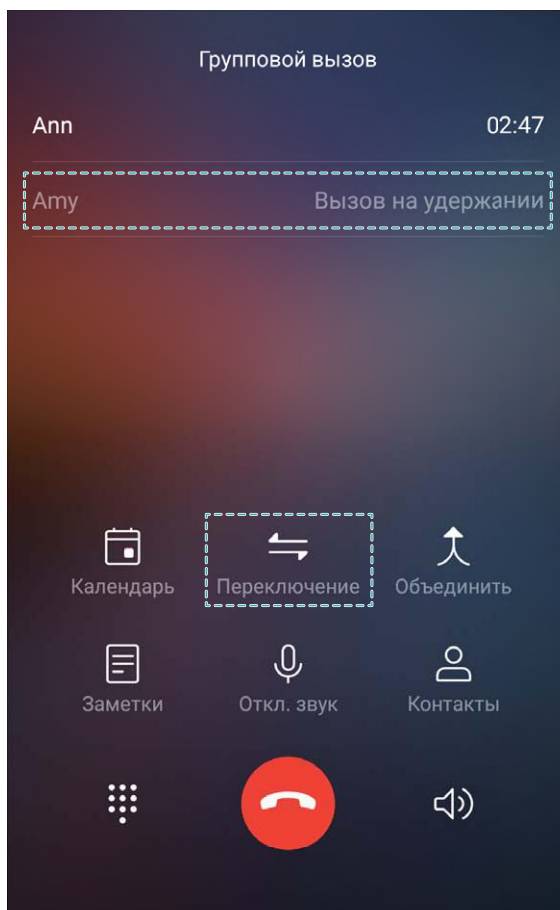 Групповой вызов
Ann 02:47
Amy Вызов на удержании
Календарь Переключение Объединить
Заметки Откл. звук Контакты